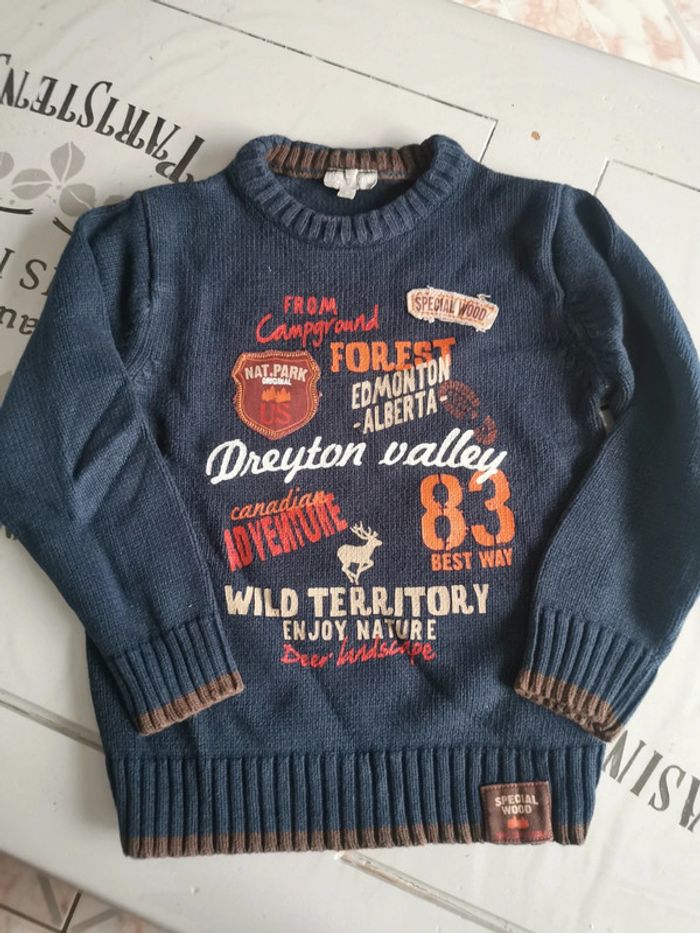 PARISIEN
FROM
Campground
SPECIAL WOOD
FOREST
EDMONTON
-ALBERTA-
NAT.PARK
ORIGINAL
US
Dreyton valley
canadian
ADVENTURE
83
BEST WAY
WILD TERRITORY
ENJOY NATURE
Deer landscape
SPECIAL
WOOD